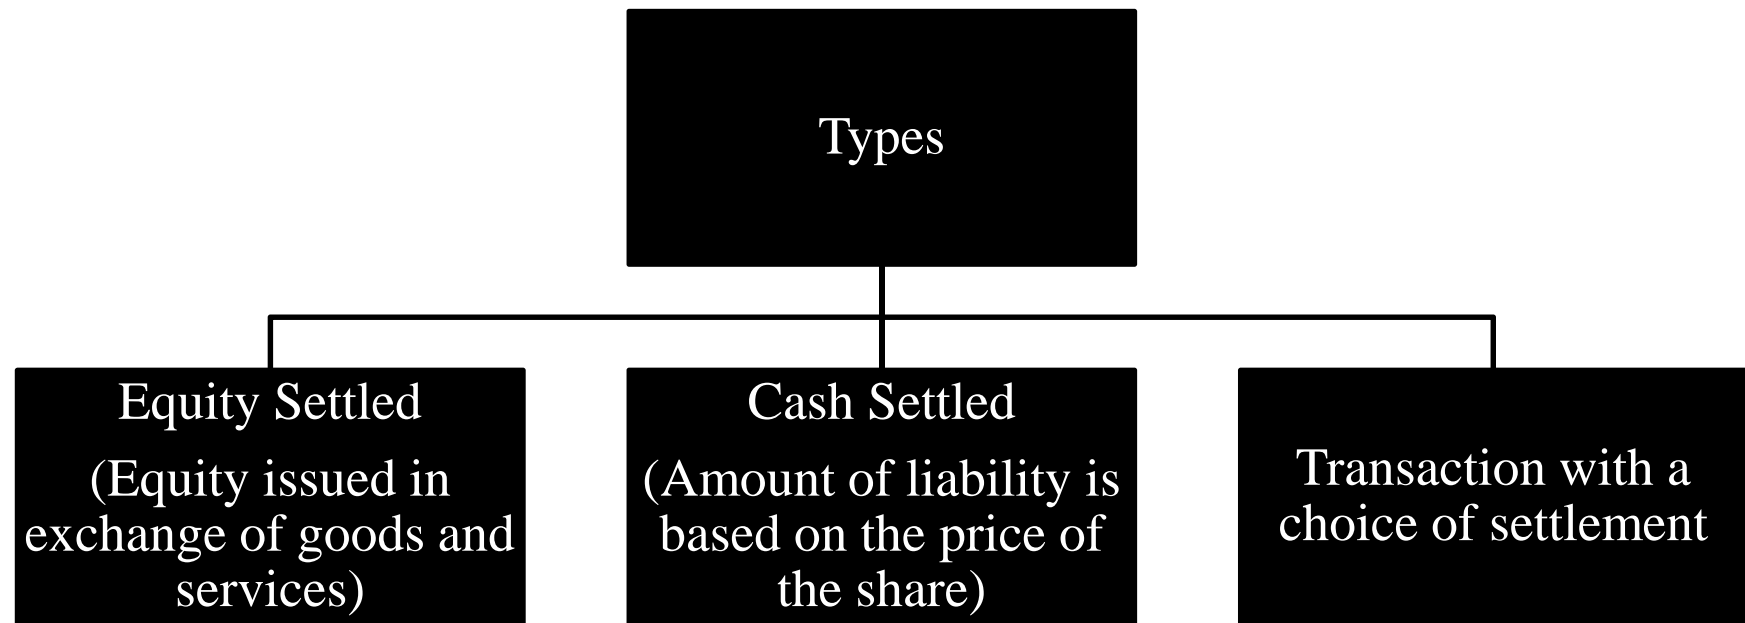 Types
Equity Settled
(Equity issued in
exchange of goods and
services)
Cash Settled
(Amount of liability is
based on the price of
the share)
Transaction with a
choice of settlement